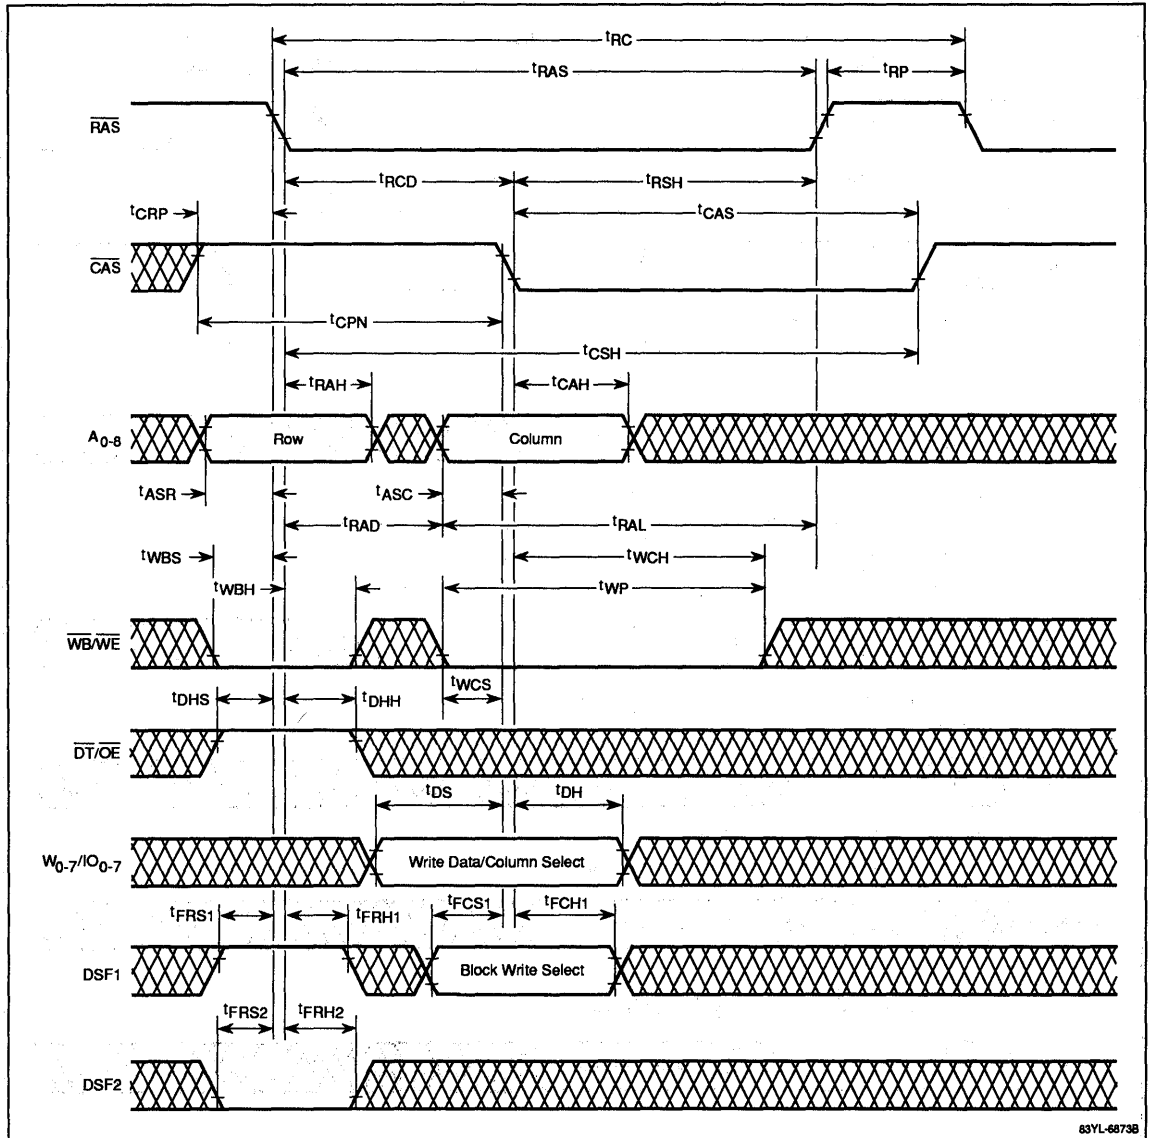 tRC
tRAS
tRP
RAS
tRCD
tRSH
tCRP
tCAS
CAS
tCPN
tCSH
tRAH
tCAH
A0-8
Row
Column
tASR
tASC
tRAD
tRAL
tWBS
tWCH
tWBH
tWP
WB/WE
tWCS
tDHS
tDHH
DT/OE
tDS
tDH
W0-7/IO0-7
Write Data/Column Select
tFRS1
tFRH1
tFCS1
tFCH1
DSF1
Block Write Select
tFRS2
tFRH2
DSF2
83YL-6873B